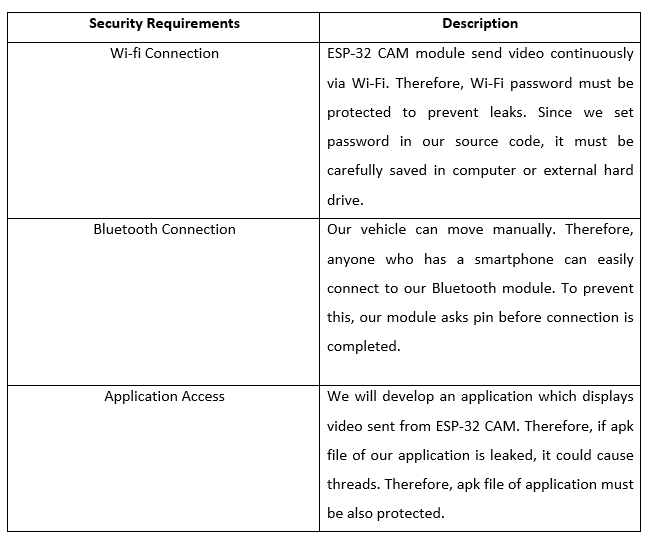 Security Requirements Description
Wi-fi Connection
ESP-32 CAM module send video continuously
via Wi-Fi. Therefore, Wi-Fi password must be
protected to prevent leaks. Since we set
password in our source code, it must be
carefully saved in computer or external hard
drive.
Bluetooth Connection
Our vehicle can move manually. Therefore,
anyone who has a smartphone can easily
connect to our Bluetooth module. To prevent
this, our module asks pin before connection is
completed.
Application Access
We will develop an application which displays
video sent from ESP-32 CAM. Therefore, if apk
file of our application is leaked, it could cause
threads. Therefore, apk file of application must
be also protected.